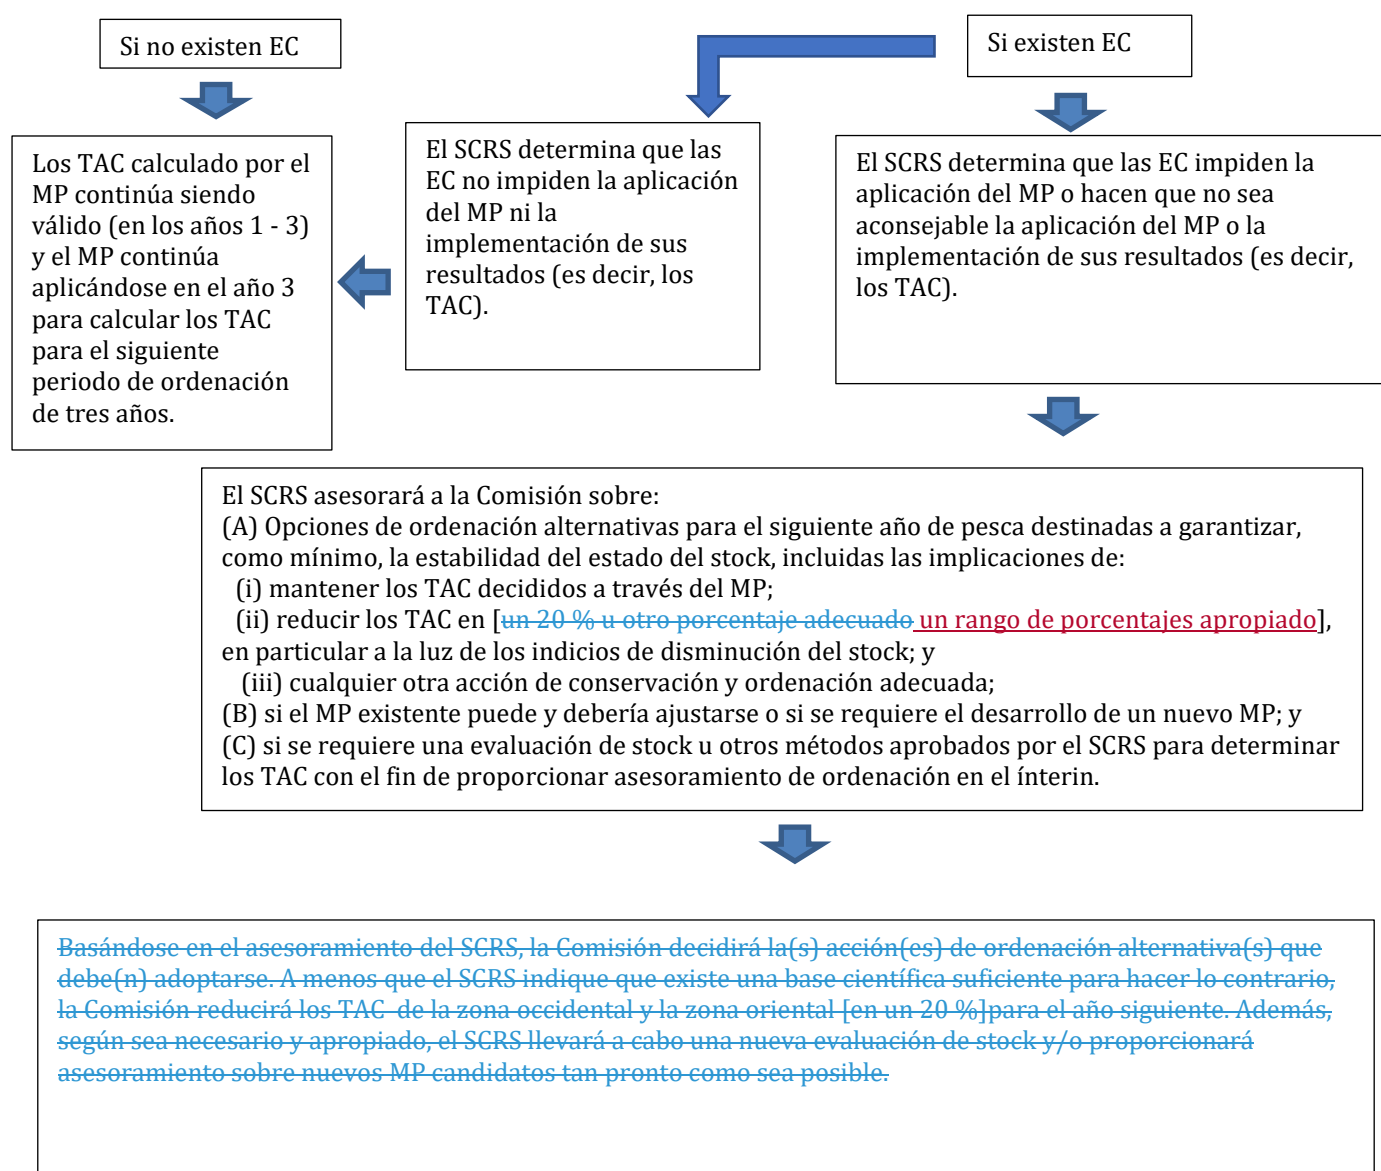 Si no existen EC
Si existen EC
Los TAC calculado por el
MP continúa siendo
válido (en los años 1 - 3)
y el MP continúa
aplicándose en el año 3
para calcular los TAC
para el siguiente
periodo de ordenación
de tres años.
El SCRS determina que las
EC no impiden la aplicación
del MP ni la
implementación de sus
resultados (es decir, los
TAC).
El SCRS determina que las EC impiden la
aplicación del MP o hacen que no sea
aconsejable la aplicación del MP o la
implementación de sus resultados (es decir,
los TAC).
El SCRS asesorará a la Comisión sobre:
(A) Opciones de ordenación alternativas para el siguiente año de pesca destinadas a garantizar,
como mínimo, la estabilidad del estado del stock, incluidas las implicaciones de:
(i) mantener los TAC decididos a través del MP;
(ii) reducir los TAC en [un 20 % u otro porcentaje adecuado un rango de porcentajes apropiado],
en particular a la luz de los indicios de disminución del stock; y
(iii) cualquier otra acción de conservación y ordenación adecuada;
(B) si el MP existente puede y debería ajustarse o si se requiere el desarrollo de un nuevo MP; y
(C) si se requiere una evaluación de stock u otros métodos aprobados por el SCRS para determinar
los TAC con el fin de proporcionar asesoramiento de ordenación en el ínterin.
Basándose en el asesoramiento del SCRS, la Comisión decidirá la(s) acción(es) de ordenación alternativa(s) que
debe(n) adoptarse. A menos que el SCRS indique que existe una base científica suficiente para hacer lo contrario,
la Comisión reducirá los TAC de la zona occidental y la zona oriental [en un 20 %]para el año siguiente. Además,
según sea necesario y apropiado, el SCRS llevará a cabo una nueva evaluación de stock y/o proporcionará
asesoramiento sobre nuevos MP candidatos tan pronto como sea posible.